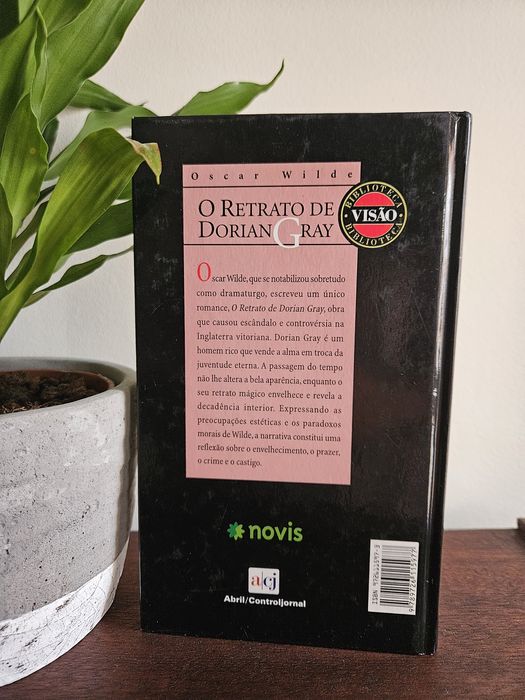 Oscar Wilde
O RETRATO DE
DORIAN GRAY
BIBLIOTECA
VISÃO
BIBLIOTECA
Oscar Wilde, que se notabilizou sobretudo
como dramaturgo, escreveu um único
romance, O Retrato de Dorian Gray, obra
que causou escândalo e controvérsia na
Inglaterra vitoriana. Dorian Gray é um
homem rico que vende a alma em troca da
juventude eterna. A passagem do tempo
não lhe altera a bela aparência, enquanto o
seu retrato mágico envelhece e revela a
decadência interior. Expressando as
preocupações estéticas e os paradoxos
morais de Wilde, a narrativa constitui uma
reflexão sobre o envelhecimento, o prazer,
o crime e o castigo.
novis
a|cj
Abril/Controljornal